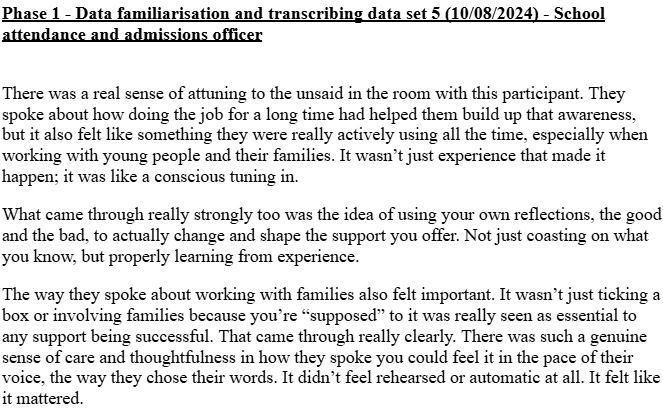 Phase 1 - Data familiarisation and transcribing data set 5 (10/08/2024) - School
attendance and admissions officer
There was a real sense of attuning to the unsaid in the room with this participant. They
spoke about how doing the job for a long time had helped them build up that awareness,
but it also felt like something they were really actively using all the time, especially when
working with young people and their families. It wasn’t just experience that made it
happen; it was like a conscious tuning in.
What came through really strongly too was the idea of using your own reflections, the good
and the bad, to actually change and shape the support you offer. Not just coasting on what
you know, but properly learning from experience.
The way they spoke about working with families also felt important. It wasn’t just ticking a
box or involving families because you’re “supposed” to it was really seen as essential to
any support being successful. That came through really clearly. There was such a genuine
sense of care and thoughtfulness in how they spoke you could feel it in the pace of their
voice, the way they chose their words. It didn’t feel rehearsed or automatic at all. It felt like
it mattered.